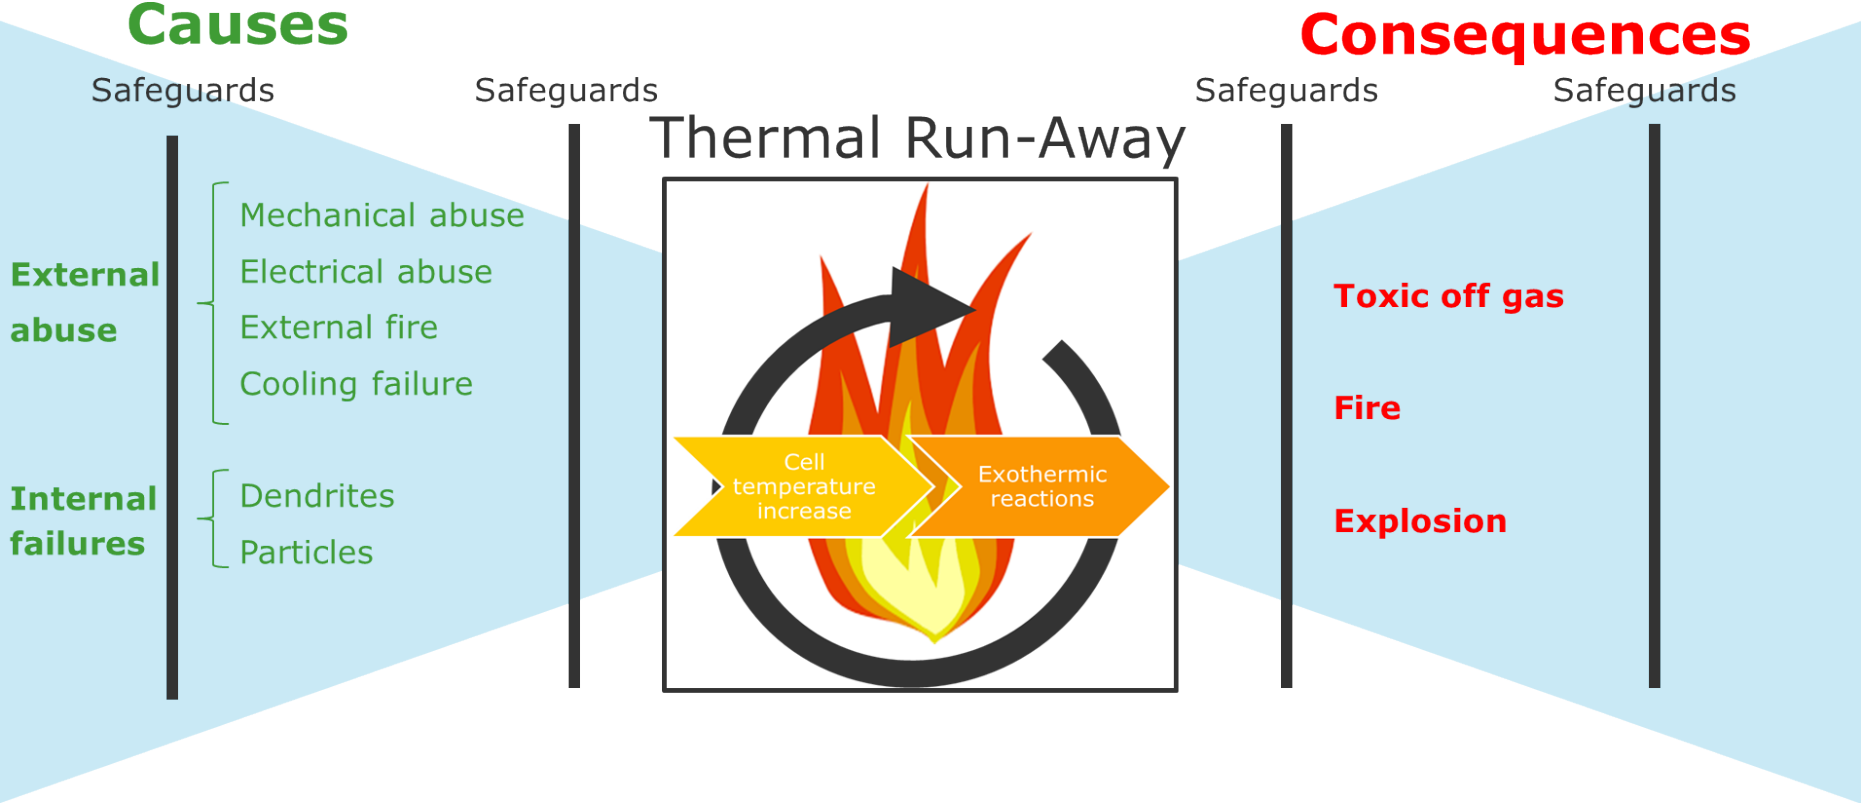 Causes
Consequences
Safeguards
Safeguards
Safeguards
Safeguards
Thermal Run-Away
External
abuse
Mechanical abuse
Electrical abuse
External fire
Cooling failure
Internal
failures
Dendrites
Particles
Cell
temperature
increase
Exothermic
reactions
Toxic off gas
Fire
Explosion